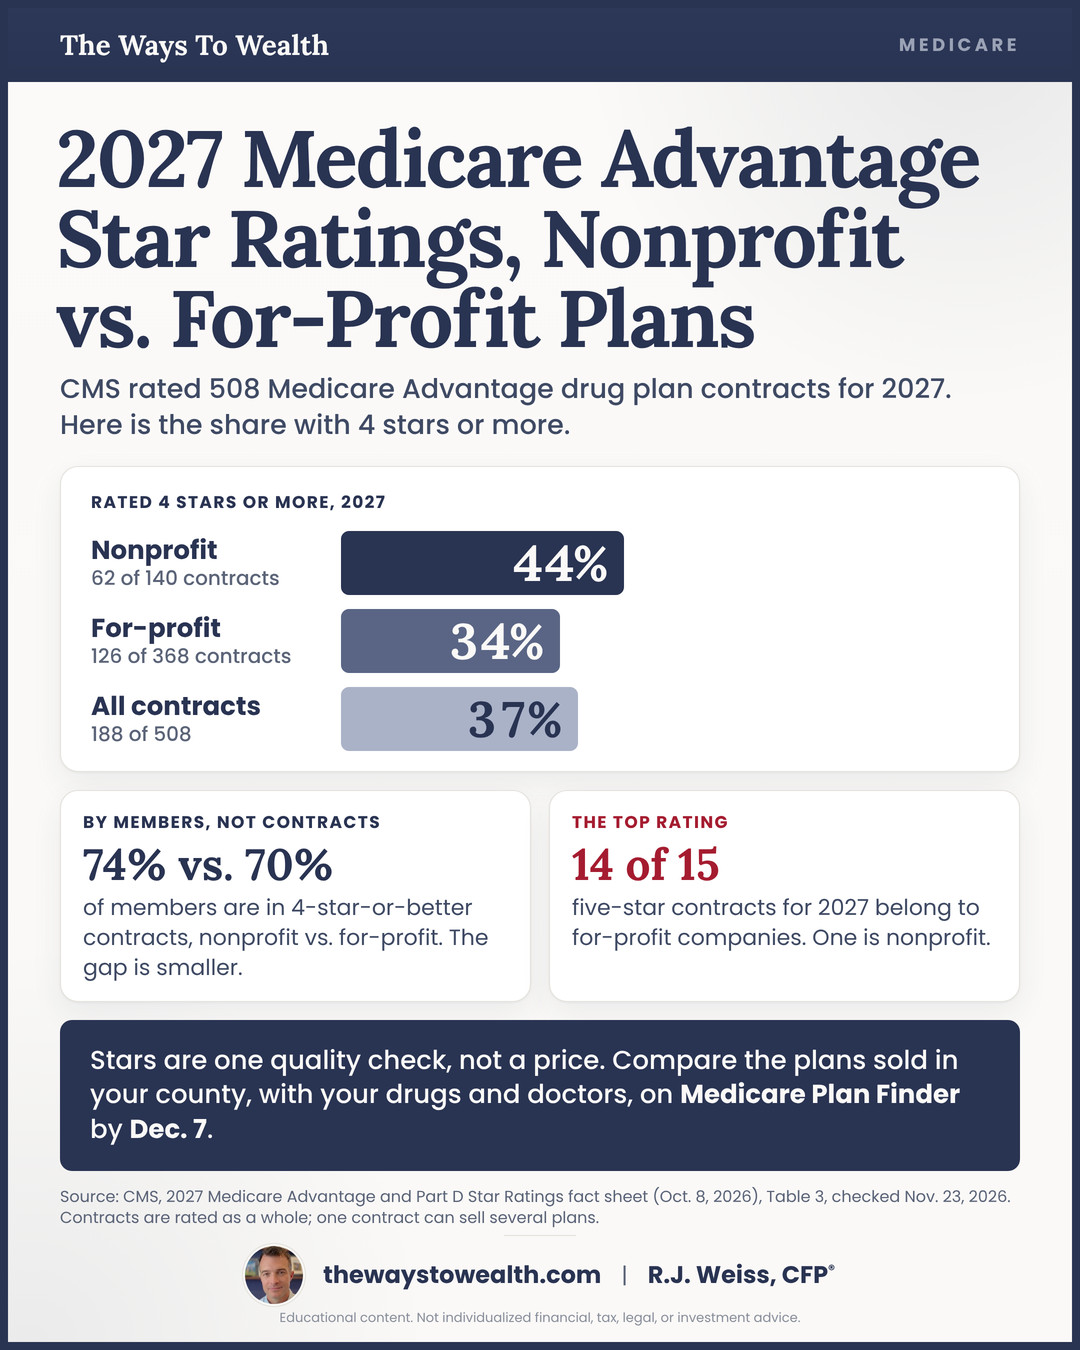 The Ways To Wealth
MEDICARE
2027 Medicare Advantage
Star Ratings, Nonprofit
vs. For-Profit Plans
CMS rated 508 Medicare Advantage drug plan contracts for 2027.
Here is the share with 4 stars or more.
RATED 4 STARS OR MORE, 2027
Nonprofit
62 of 140 contracts
44%
For-profit
126 of 368 contracts
34%
All contracts
188 of 508
37%
BY MEMBERS, NOT CONTRACTS
74% vs. 70%
of members are in 4-star-or-better
contracts, nonprofit vs. for-profit. The
gap is smaller.
THE TOP RATING
14 of 15
five-star contracts for 2027 belong to
for-profit companies. One is nonprofit.
Stars are one quality check, not a price. Compare the plans sold in
your county, with your drugs and doctors, on Medicare Plan Finder
by Dec. 7.
Source: CMS, 2027 Medicare Advantage and Part D Star Ratings fact sheet (Oct. 8, 2026), Table 3, checked Nov. 23, 2026.
Contracts are rated as a whole; one contract can sell several plans.
thewaystowealth.com | R.J. Weiss, CFP®
Educational content. Not individualized financial, tax, legal, or investment advice.